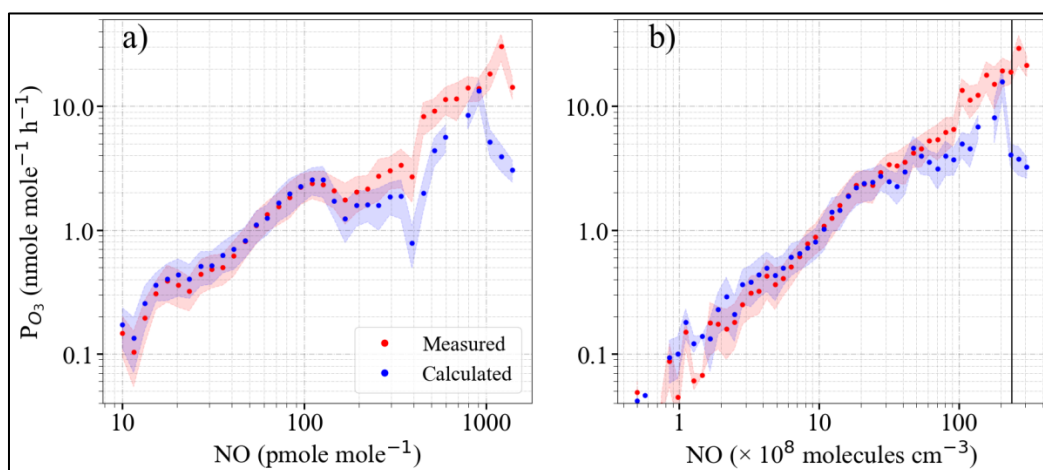 a)
b)
P_O₃ (nmole mole⁻¹ h⁻¹)
10.0
1.0
0.1
10.0
1.0
0.1
Measured
Calculated
10
100
1000
1
10
100
NO (pmole mole⁻¹)
NO (× 10⁸ molecules cm⁻³)